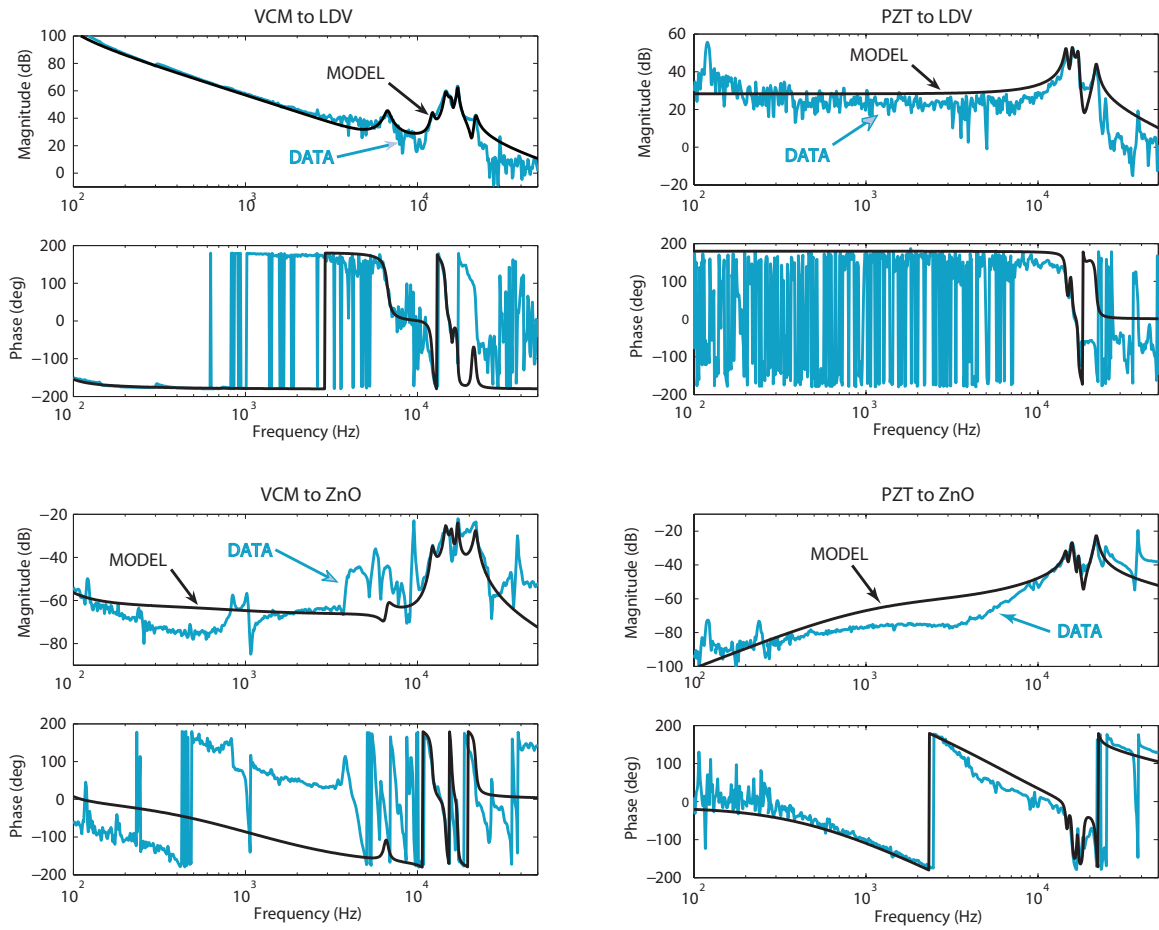 VCM to LDV
Magnitude (dB)
100
80
60
40
20
0
MODEL
DATA
10^2
10^3
10^4
Phase (deg)
200
100
0
−100
−200
10^2
10^3
10^4
Frequency (Hz)
PZT to LDV
Magnitude (dB)
60
40
20
0
−20
MODEL
DATA
10^2
10^3
10^4
Phase (deg)
200
100
0
−100
−200
10^2
10^3
10^4
Frequency (Hz)
VCM to ZnO
Magnitude (dB)
−20
−40
−60
−80
MODEL
DATA
10^2
10^3
10^4
Phase (deg)
200
100
0
−100
−200
10^2
10^3
10^4
Frequency (Hz)
PZT to ZnO
Magnitude (dB)
−20
−40
−60
−80
−100
MODEL
DATA
10^2
10^3
10^4
Phase (deg)
200
100
0
−100
−200
10^2
10^3
10^4
Frequency (Hz)